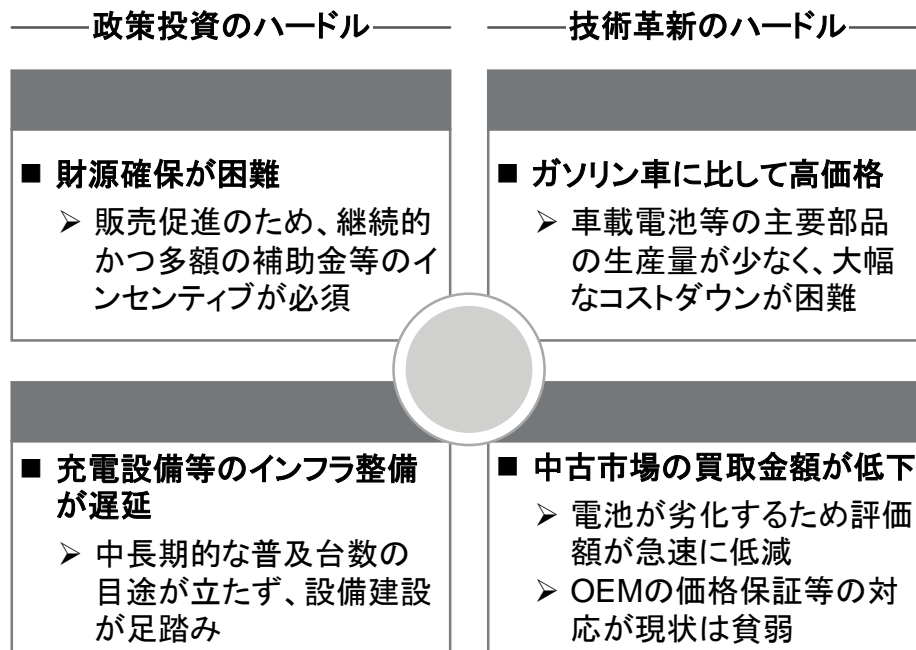 政策投資のハードル
技術革新のハードル
■ 財源確保が困難
➢ 販売促進のため、継続的
かつ多額の補助金等のイ
ンセンティブが必須
■ ガソリン車に比して高価格
➢ 車載電池等の主要部品
の生産量が少なく、大幅
なコストダウンが困難
■ 充電設備等のインフラ整備
が遅延
➢ 中長期的な普及台数の
目途が立たず、設備建設
が足踏み
■ 中古市場の買取金額が低下
➢ 電池が劣化するため評価
額が急速に低減
➢ OEMの価格保証等の対
応が現状は貧弱